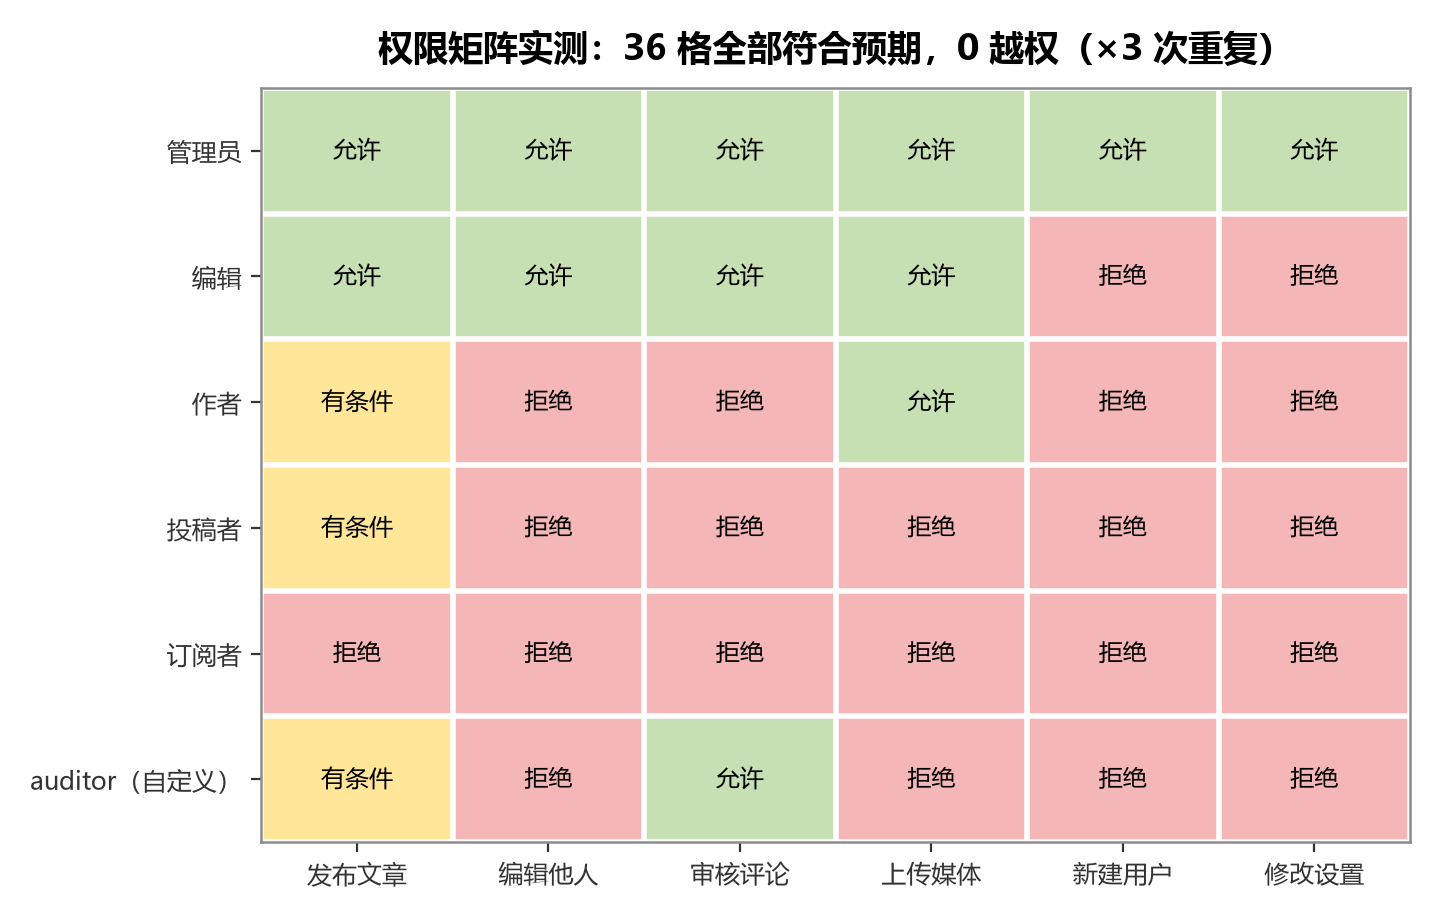 权限矩阵实测：36 格全部符合预期，0 越权（×3 次重复）
管理员 允许 允许 允许 允许 允许 允许
编辑 允许 允许 允许 允许 拒绝 拒绝
作者 有条件 拒绝 拒绝 允许 拒绝 拒绝
投稿者 有条件 拒绝 拒绝 拒绝 拒绝 拒绝
订阅者 拒绝 拒绝 拒绝 拒绝 拒绝 拒绝
auditor（自定义） 有条件 拒绝 允许 拒绝 拒绝 拒绝
发布文章 编辑他人 审核评论 上传媒体 新建用户 修改设置